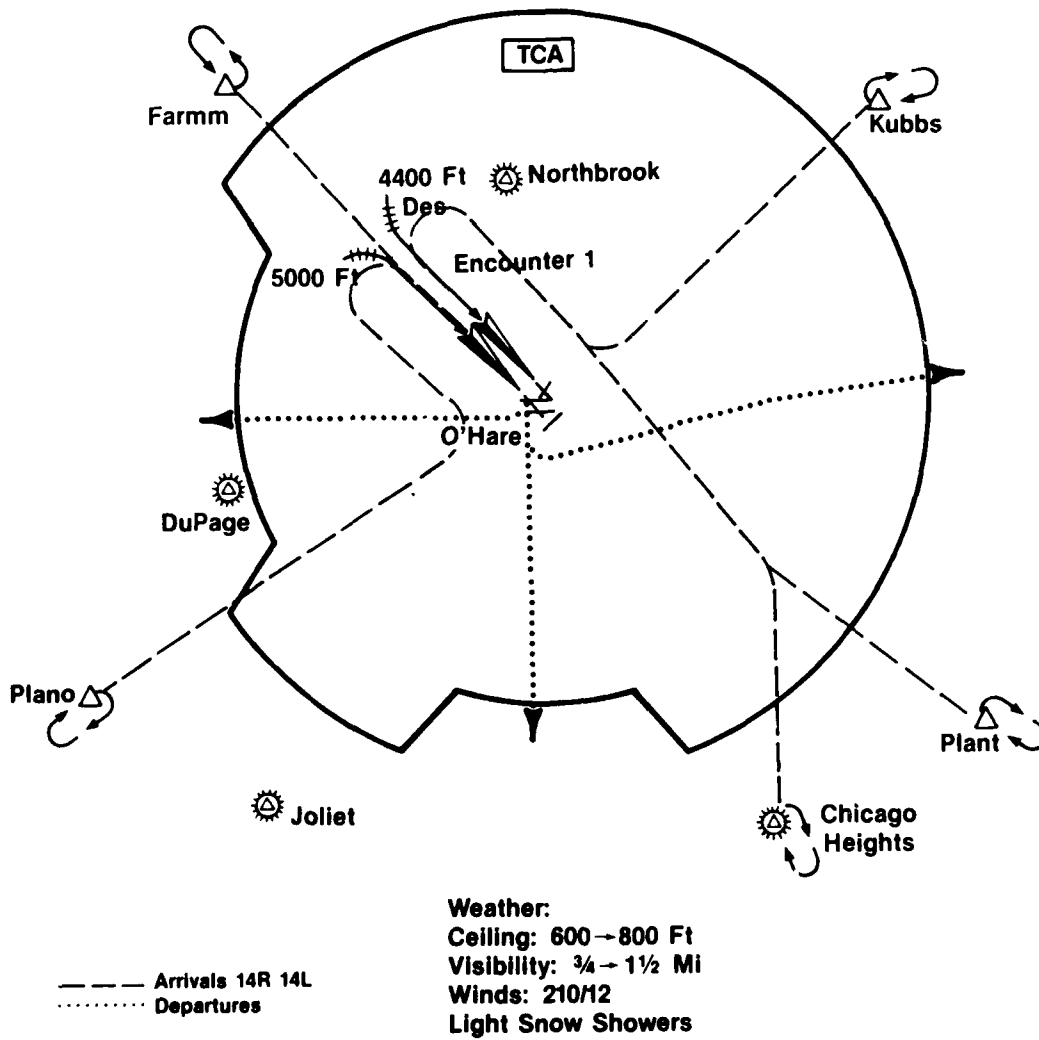 TCA
Farmm
Kubbs
4400 Ft
Des
Northbrook
Encounter 1
5000 Ft
O'Hare
DuPage
Plano
Plant
Joliet
Chicago
Heights
Weather:
Ceiling: 600→800 Ft
Visibility: ¾→1½ Mi
Winds: 210/12
Light Snow Showers
Arrivals 14R 14L
Departures